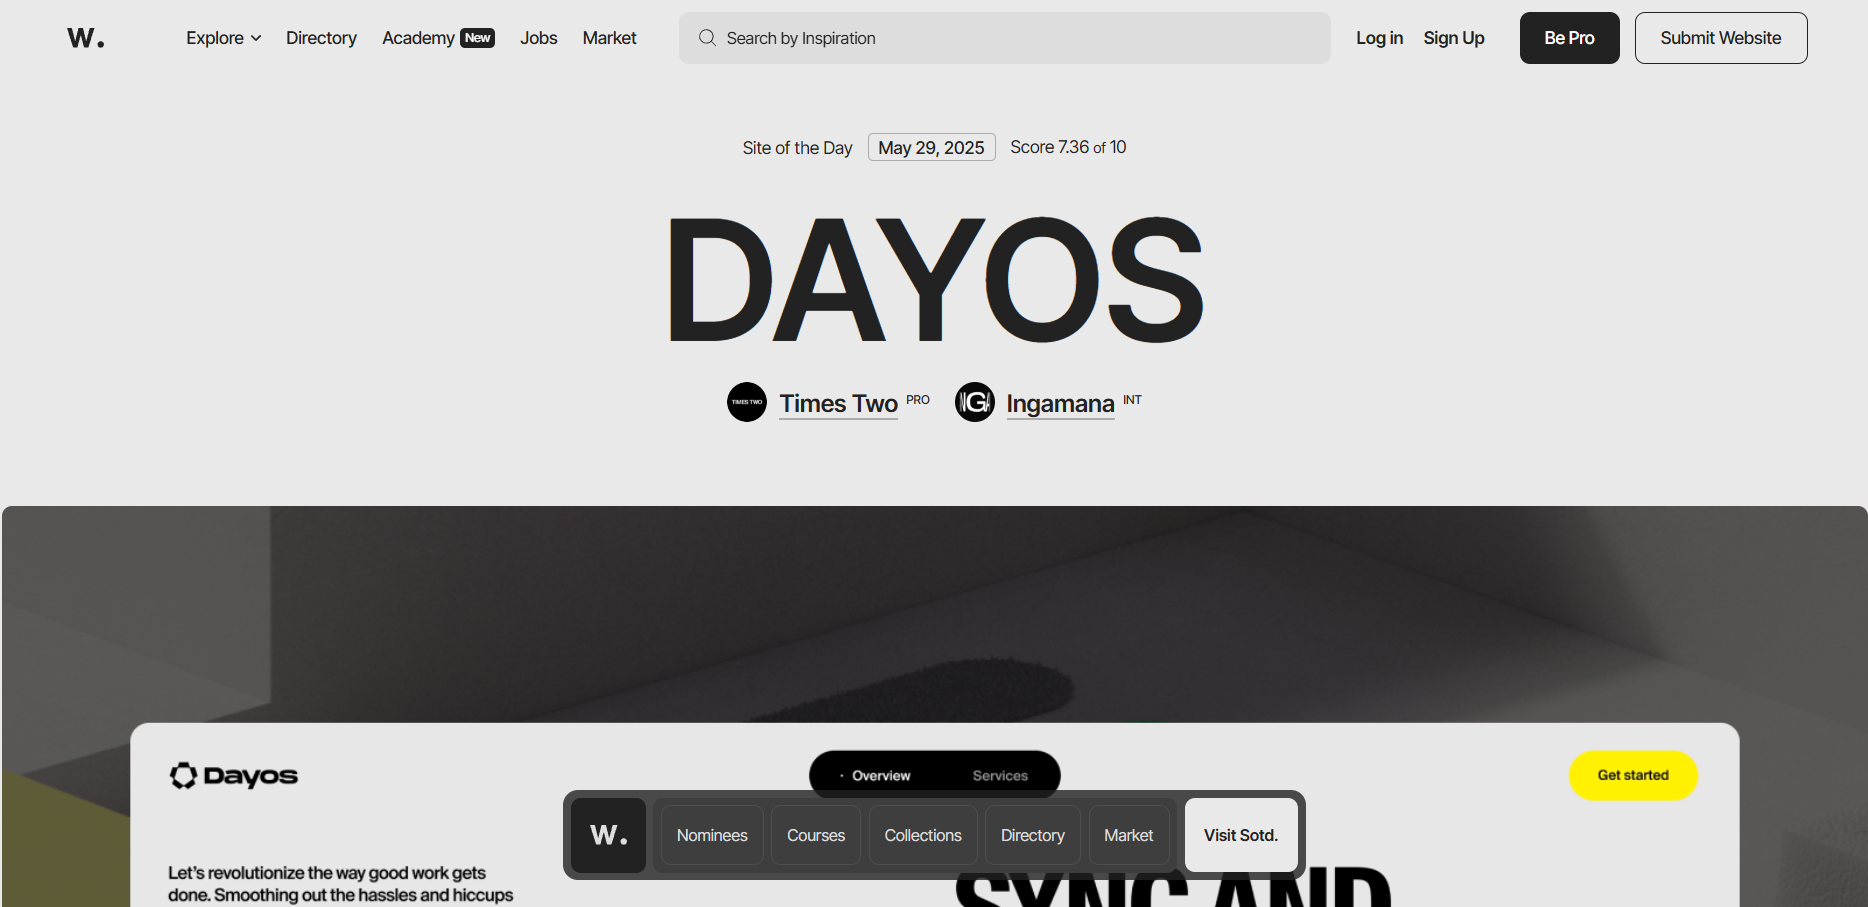 W.
Explore Directory Academy New Jobs Market
Search by Inspiration
Log in Sign Up
Be Pro
Submit Website
Site of the Day May 29, 2025 Score 7.36 of 10
DAYOS
TIMES TWO Times Two PRO IGI Ingamana INT
Dayos
Overview Services
Get started
W. Nominees Courses Collections Directory Market Visit Sotd.
Let's revolutionize the way good work gets
done. Smoothing out the hassles and hiccups
SYNC AND